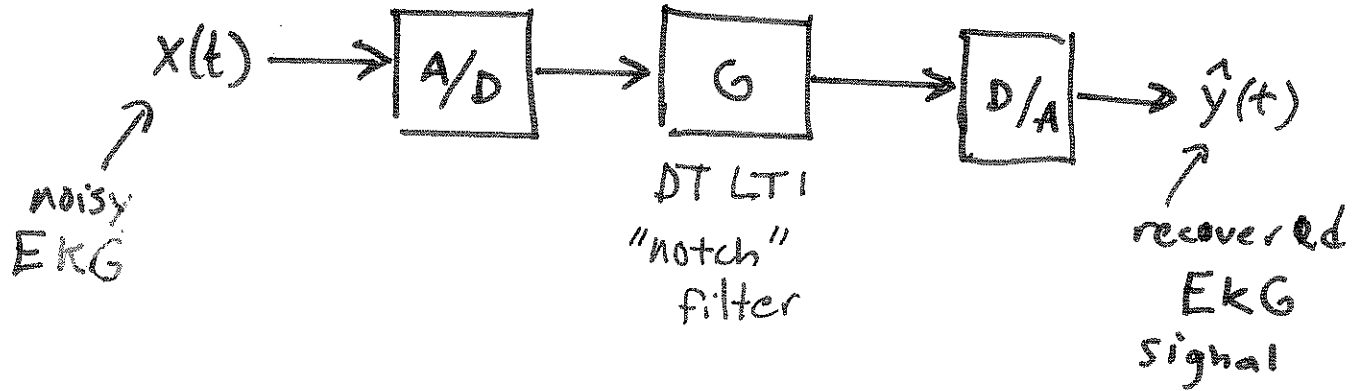 x(t)
A/D
G
D/A
ŷ(t)
noisy
EKG
DT LTI
"notch"
filter
recovered
EKG
signal